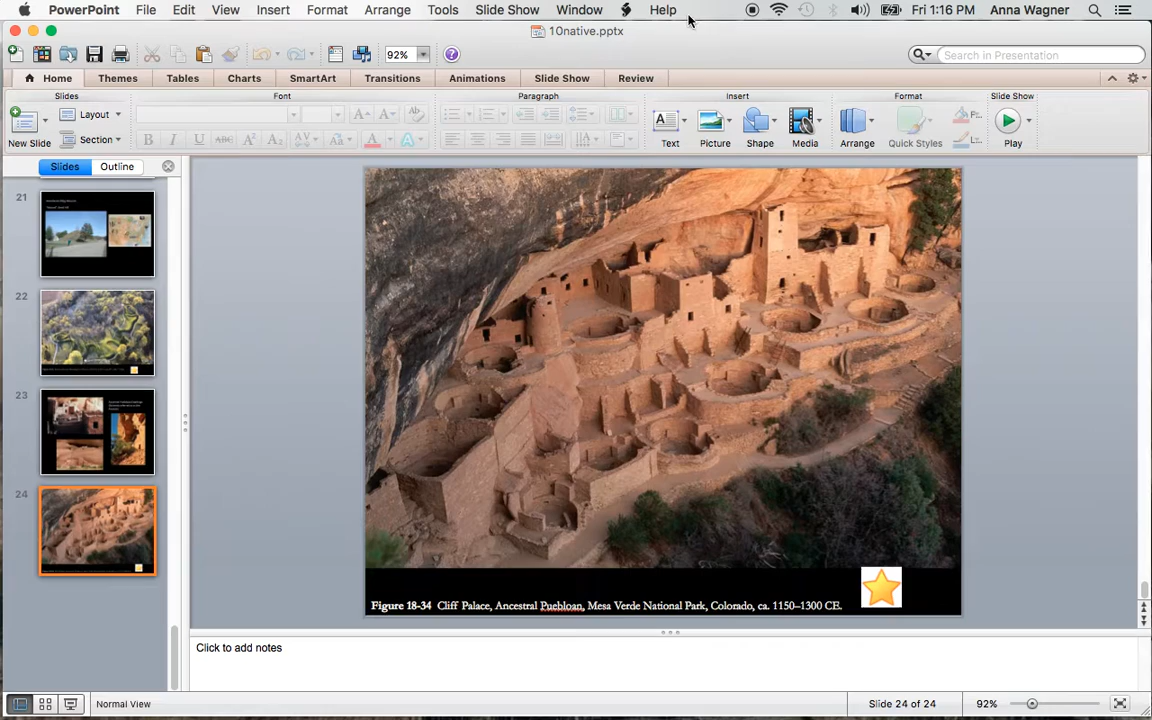 PowerPoint File Edit View Insert Format Arrange Tools Slide Show Window Help Fri 1:16 PM Anna Wagner
10native.pptx
92% Search in Presentation
Home Themes Tables Charts SmartArt Transitions Animations Slide Show Review
Slides Font Paragraph Insert Format Slide Show
New Slide Layout Section Text Picture Shape Media Arrange Quick Styles Play
Slides Outline
21
22
23
24
Figure 18-34 Cliff Palace, Ancestral Puebloan, Mesa Verde National Park, Colorado, ca. 1150–1300 CE.
Click to add notes
Normal View Slide 24 of 24 92%